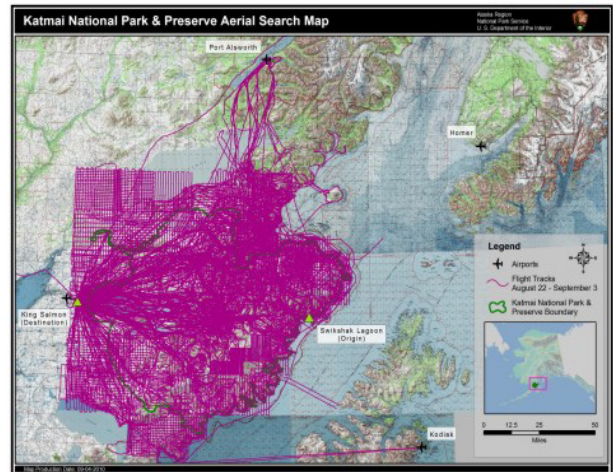 Katmai National Park & Preserve Aerial Search Map
Alaska Region
National Park Service
U.S. Department of the Interior
Port Alsworth
Homer
King Salmon
(Destination)
Swikshak Lagoon
(Origin)
Kodiak
Legend
Airports
Flight Tracks
August 22 - September 3
Katmai National Park &
Preserve Boundary
0 12.5 25 50
Miles
Map Production Date: 09-04-2010